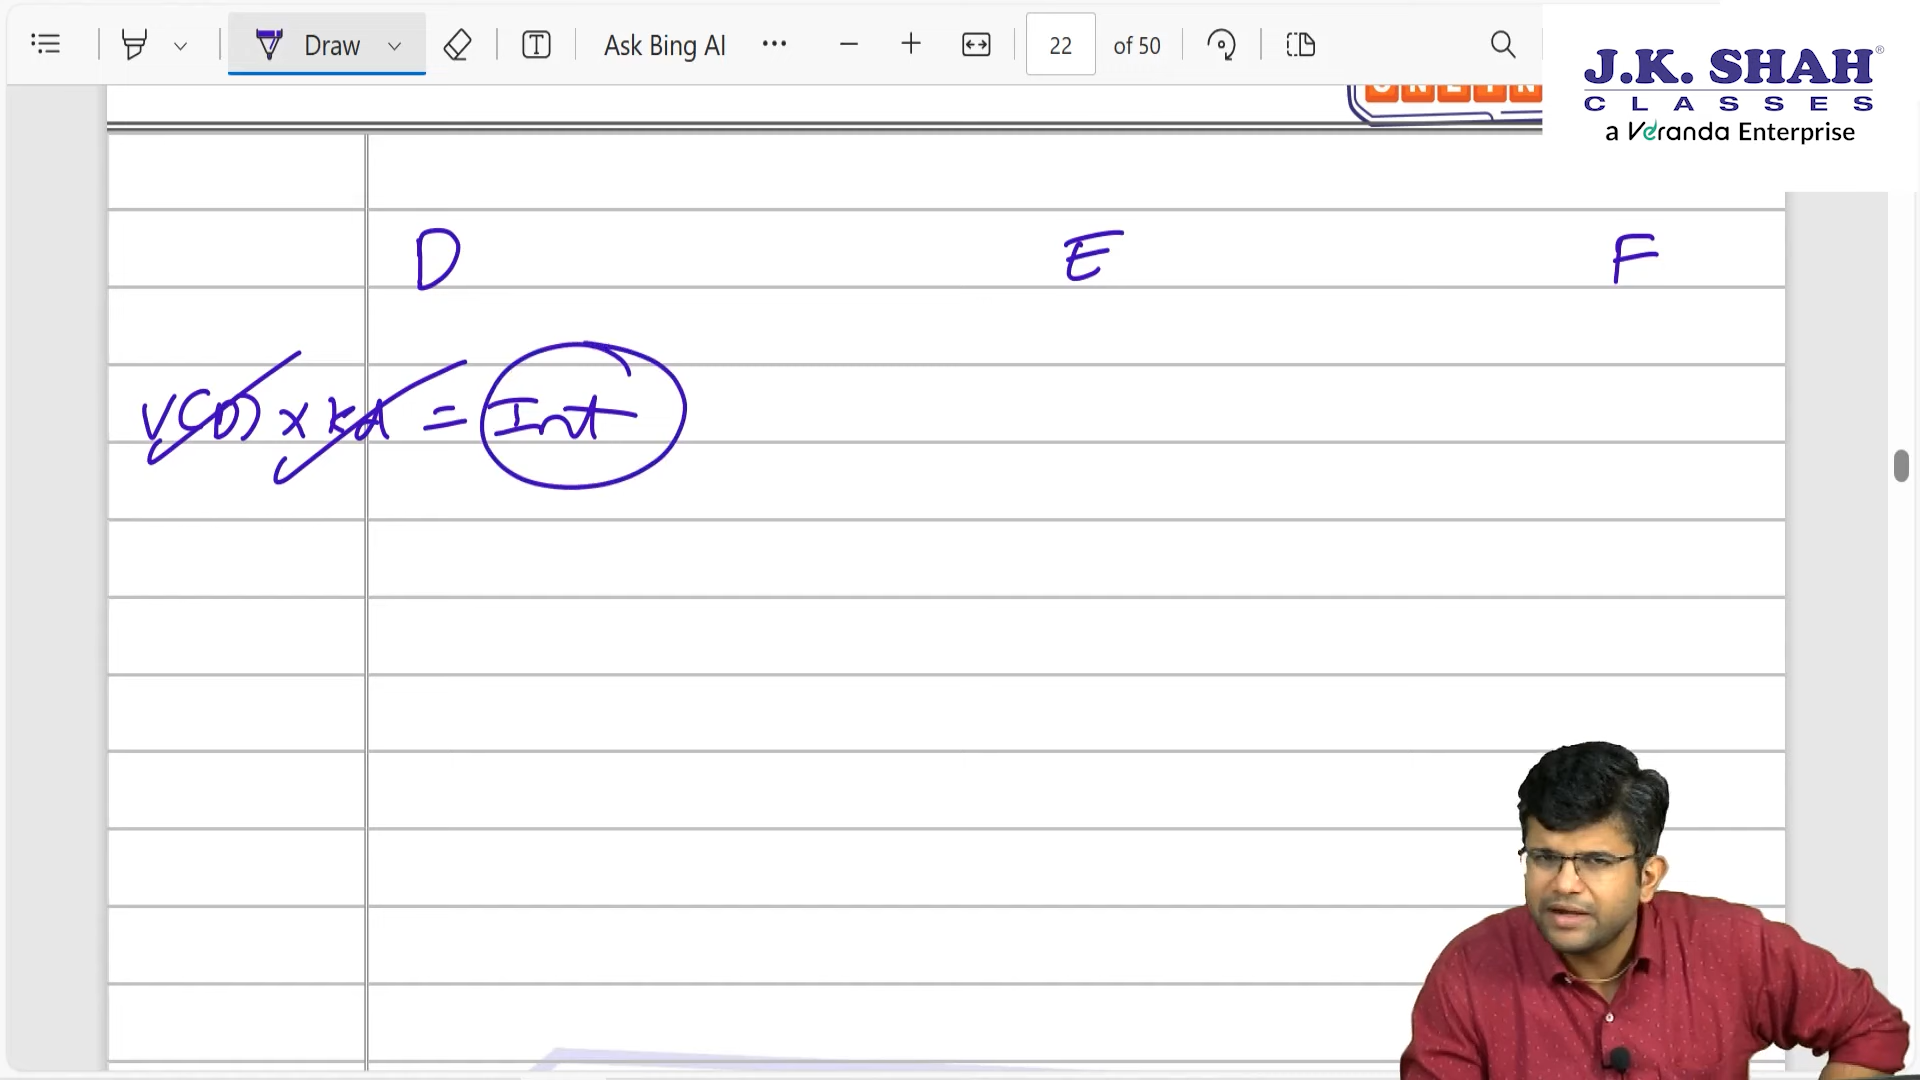 Draw
Ask Bing AI
22
of 50
J.K. SHAH®
CLASSES
a Veranda Enterprise
D E F
V(D) x kd = Int